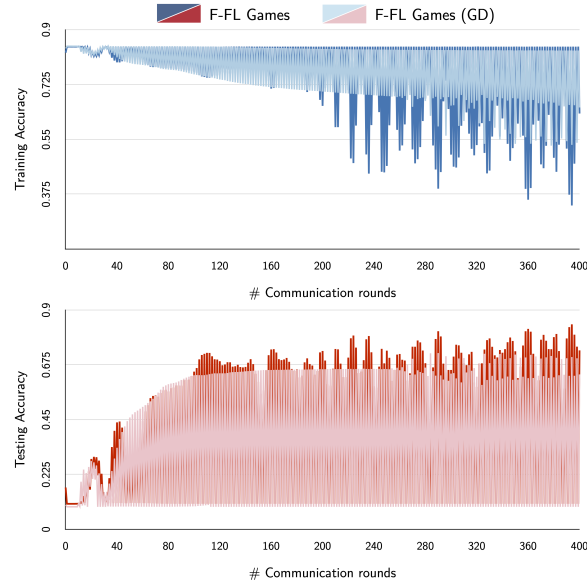 F-FL Games
F-FL Games (GD)
Training Accuracy
0.9
0.725
0.55
0.375
0 40 80 120 160 200 240 280 320 360 400
# Communication rounds
Testing Accuracy
0.9
0.675
0.45
0.225
0
0 40 80 120 160 200 240 280 320 360 400
# Communication rounds